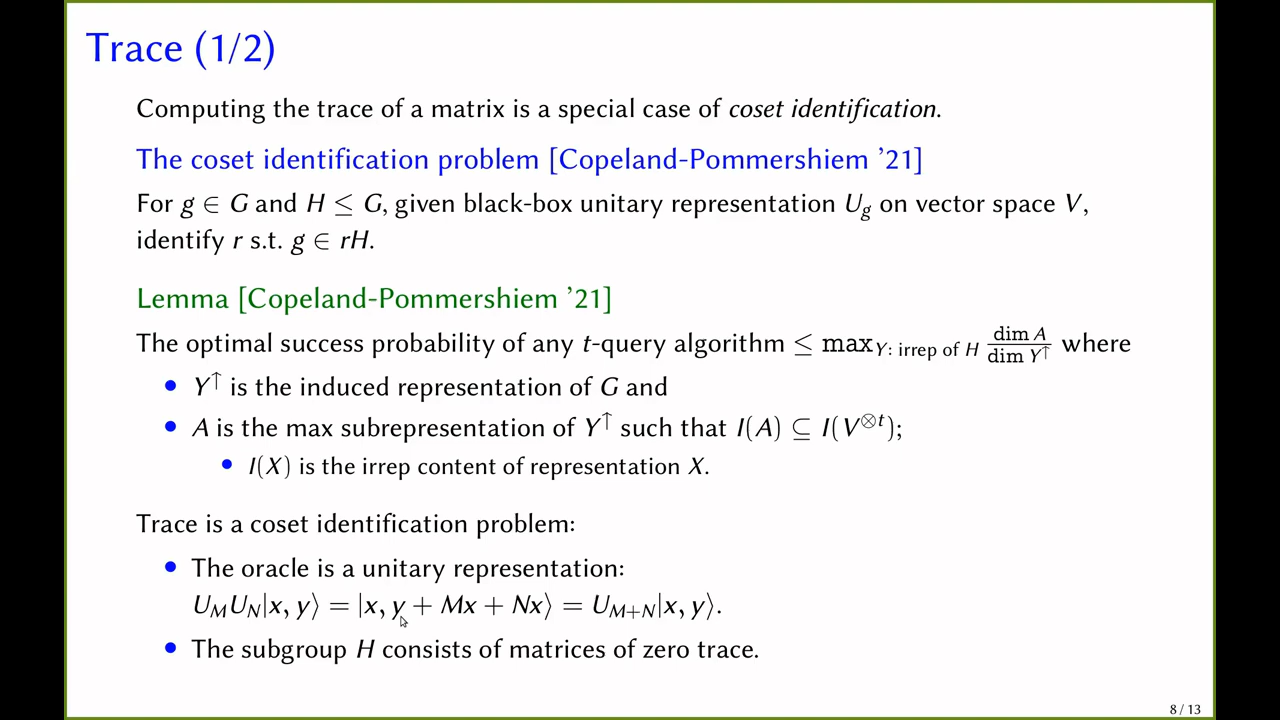 Trace (1/2)
Computing the trace of a matrix is a special case of coset identification.
The coset identification problem [Copeland-Pommershiem ’21]
For g ∈ G and H ≤ G, given black-box unitary representation U_g on vector space V,
identify r s.t. g ∈ rH.
Lemma [Copeland-Pommershiem ’21]
The optimal success probability of any t-query algorithm ≤ max_{Y: irrep of H} \frac{dim A}{dim Y^↑} where
• Y^↑ is the induced representation of G and
• A is the max subrepresentation of Y^↑ such that I(A) ⊆ I(V^{⊗t});
• I(X) is the irrep content of representation X.
Trace is a coset identification problem:
• The oracle is a unitary representation:
U_M U_N|x, y⟩ = |x, y + Mx + Nx⟩ = U_{M+N}|x, y⟩.
• The subgroup H consists of matrices of zero trace.
8 / 13